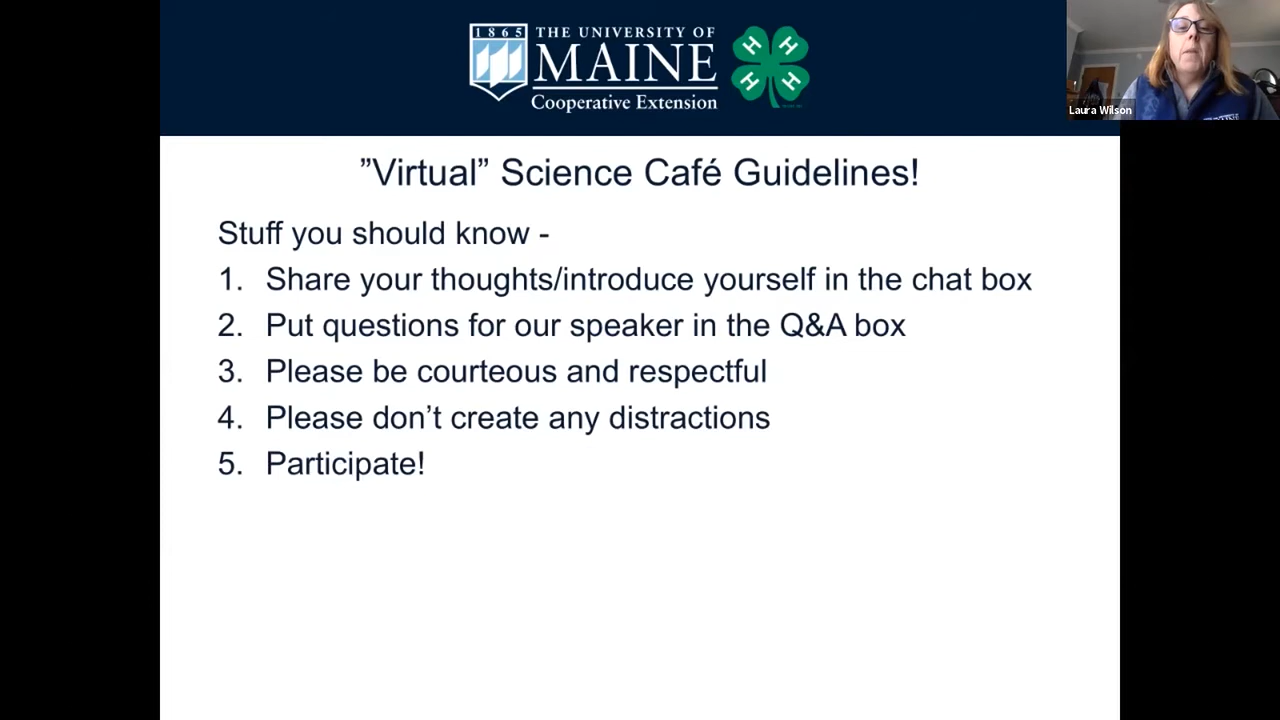 1865
THE UNIVERSITY OF
MAINE
Cooperative Extension
H H
H H
Laura Wilson
”Virtual” Science Café Guidelines!
Stuff you should know -
1. Share your thoughts/introduce yourself in the chat box
2. Put questions for our speaker in the Q&A box
3. Please be courteous and respectful
4. Please don’t create any distractions
5. Participate!